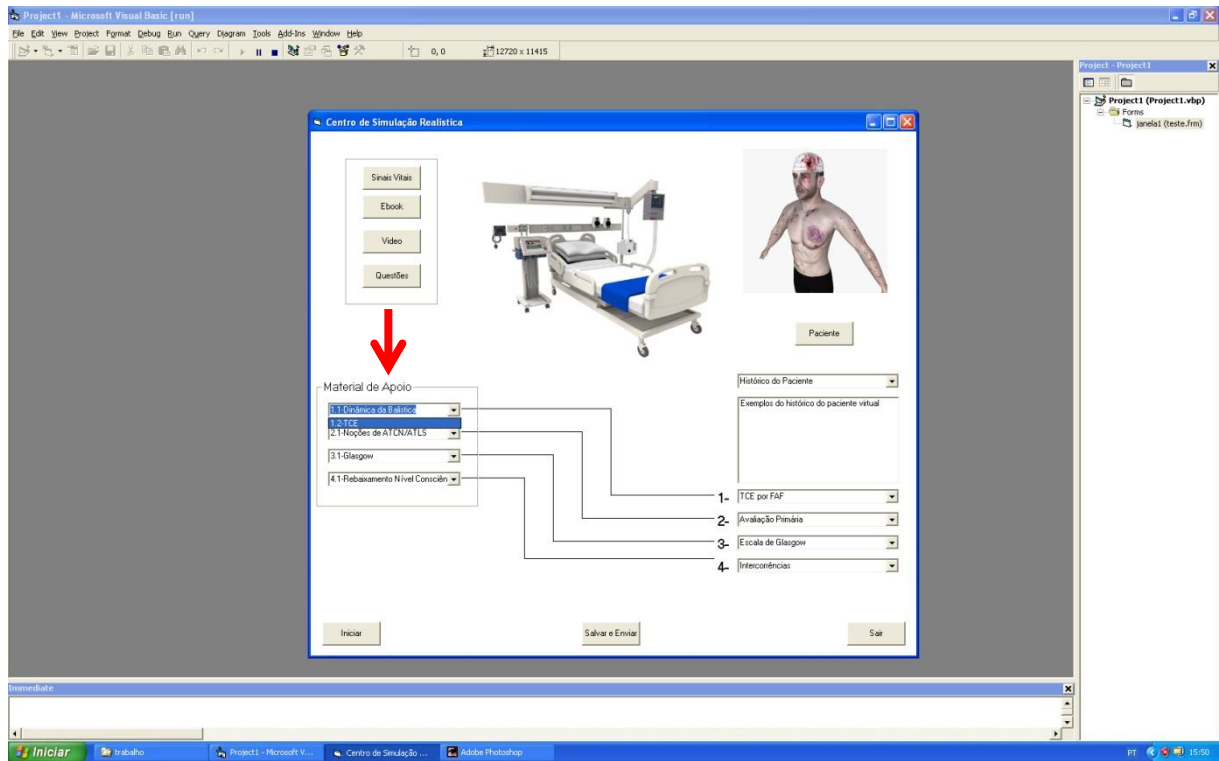 Project1 - Microsoft Visual Basic [run]
File Edit View Project Format Debug Run Query Diagram Tools Add-Ins Window Help
0, 0 12720 x 11415
Project - Project1
Project1 (Project1.vbp)
Forms
janela1 (teste.frm)
Centro de Simulação Realistica
Sinais Vitais
Ebook
Video
Questões
Paciente
Material de Apoio
1.1-Dinâmica da Balistica
1.2-TCE
2.1-Noções de ATCN/ATLS
3.1-Glasgow
4.1-Rebaixamento Nível Consciên
Histórico do Paciente
Exemplos do histórico do paciente virtual
1- TCE por FAF
2- Avaliação Primária
3- Escala de Glasgow
4- Intercorrências
Iniciar
Salvar e Enviar
Sair
Immediate
Iniciar
trabalho
Project1 - Microsoft V...
Centro de Simulação ...
Adobe Photoshop
PT
15:50